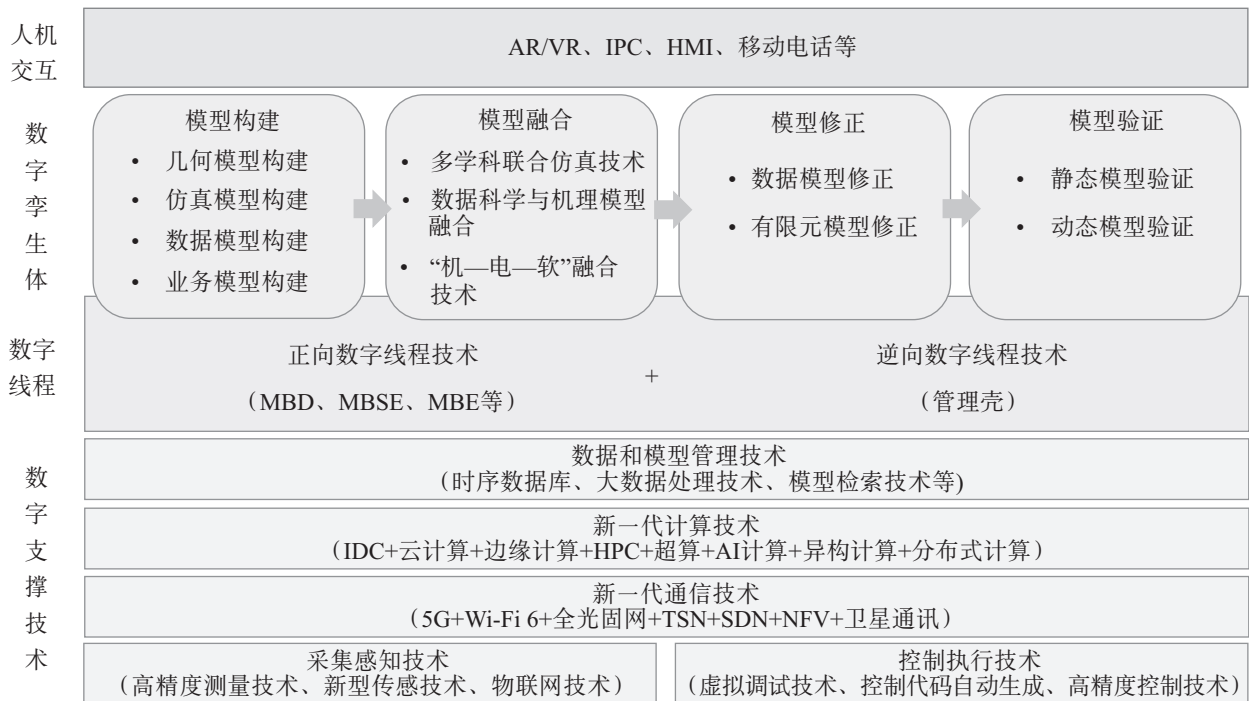 人机
交互
AR/VR、IPC、HMI、移动电话等
数
字
孪
生
体
模型构建
• 几何模型构建
• 仿真模型构建
• 数据模型构建
• 业务模型构建
模型融合
• 多学科联合仿真技术
• 数据科学与机理模型
融合
• “机—电—软”融合
技术
模型修正
• 数据模型修正
• 有限元模型修正
模型验证
• 静态模型验证
• 动态模型验证
数字
线程
正向数字线程技术
（MBD、MBSE、MBE等）
+
逆向数字线程技术
（管理壳）
数
字
支
撑
技
术
数据和模型管理技术
（时序数据库、大数据处理技术、模型检索技术等)
新一代计算技术
（IDC+云计算+边缘计算+HPC+超算+AI计算+异构计算+分布式计算）
新一代通信技术
（5G+Wi-Fi 6+全光固网+TSN+SDN+NFV+卫星通讯）
采集感知技术
（高精度测量技术、新型传感技术、物联网技术）
控制执行技术
（虚拟调试技术、控制代码自动生成、高精度控制技术）